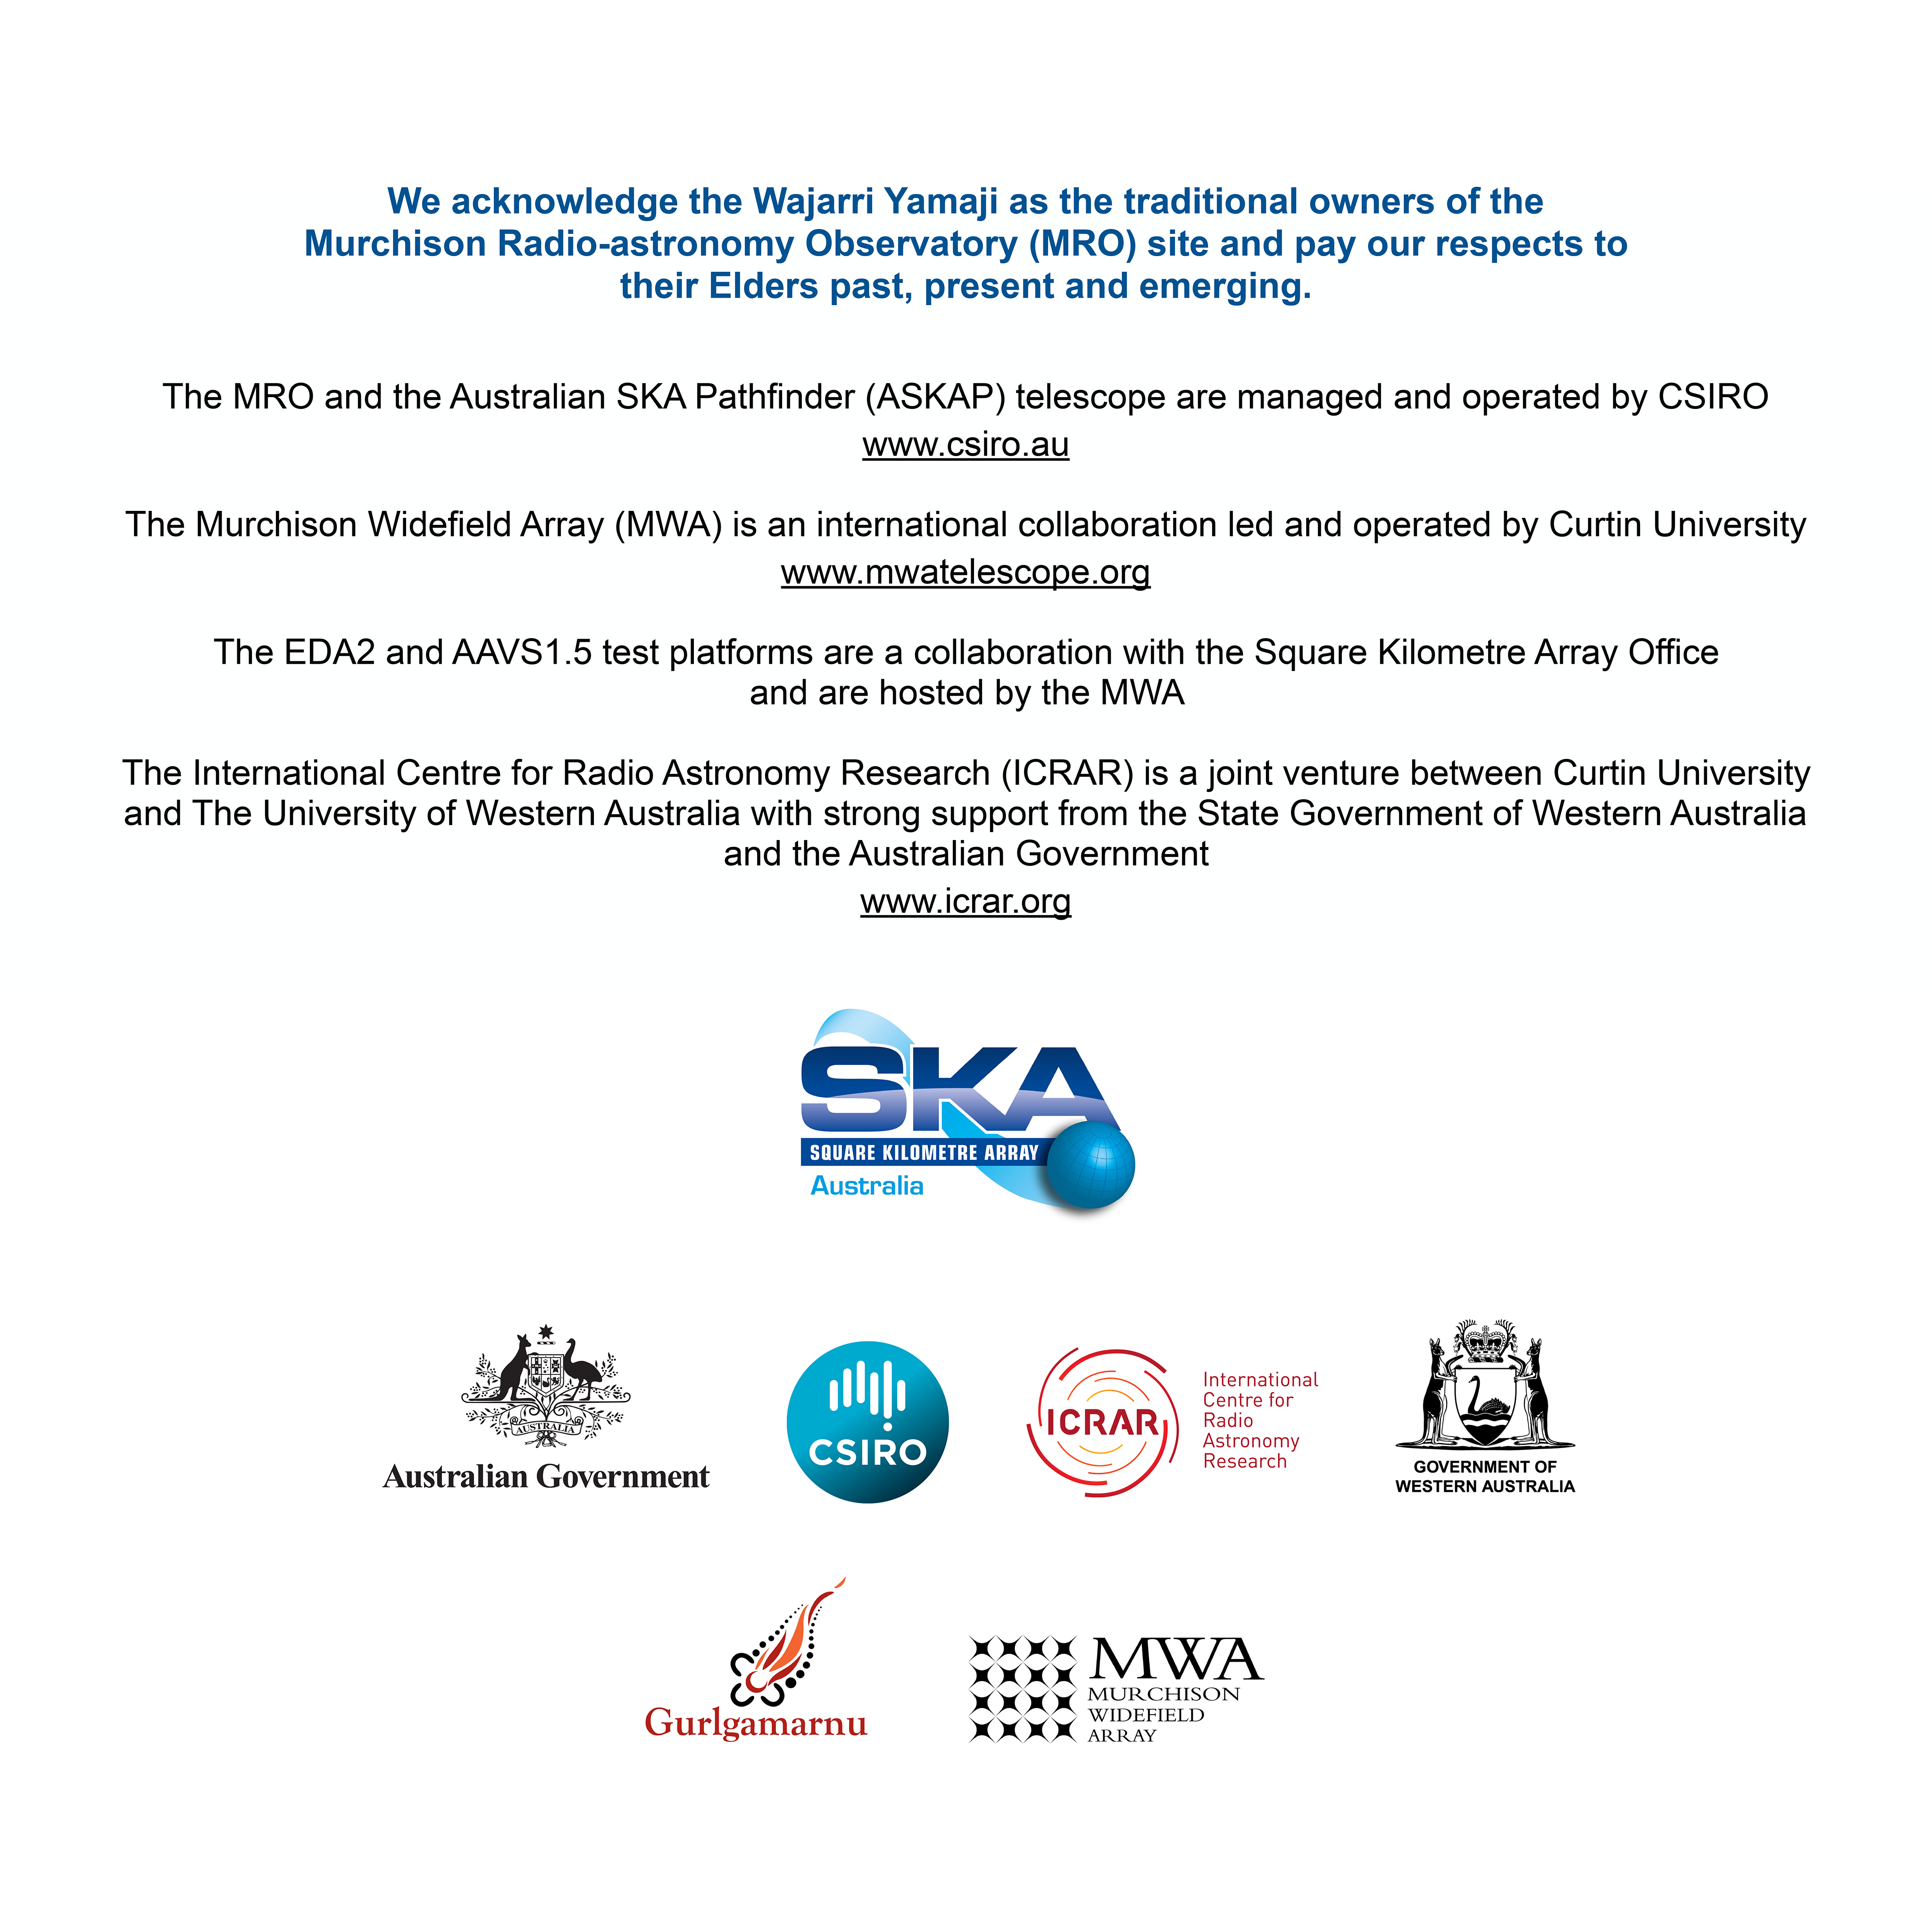 We acknowledge the Wajarri Yamaji as the traditional owners of the
Murchison Radio-astronomy Observatory (MRO) site and pay our respects to
their Elders past, present and emerging.
The MRO and the Australian SKA Pathfinder (ASKAP) telescope are managed and operated by CSIRO
www.csiro.au
The Murchison Widefield Array (MWA) is an international collaboration led and operated by Curtin University
www.mwatelescope.org
The EDA2 and AAVS1.5 test platforms are a collaboration with the Square Kilometre Array Office
and are hosted by the MWA
The International Centre for Radio Astronomy Research (ICRAR) is a joint venture between Curtin University
and The University of Western Australia with strong support from the State Government of Western Australia
and the Australian Government
www.icrar.org
SKA
SQUARE KILOMETRE ARRAY
Australia
AUSTRALIA
Australian Government
CSIRO
ICRAR
International
Centre for
Radio
Astronomy
Research
GOVERNMENT OF
WESTERN AUSTRALIA
Gurlgamarnu
MWA
MURCHISON
WIDEFIELD
ARRAY